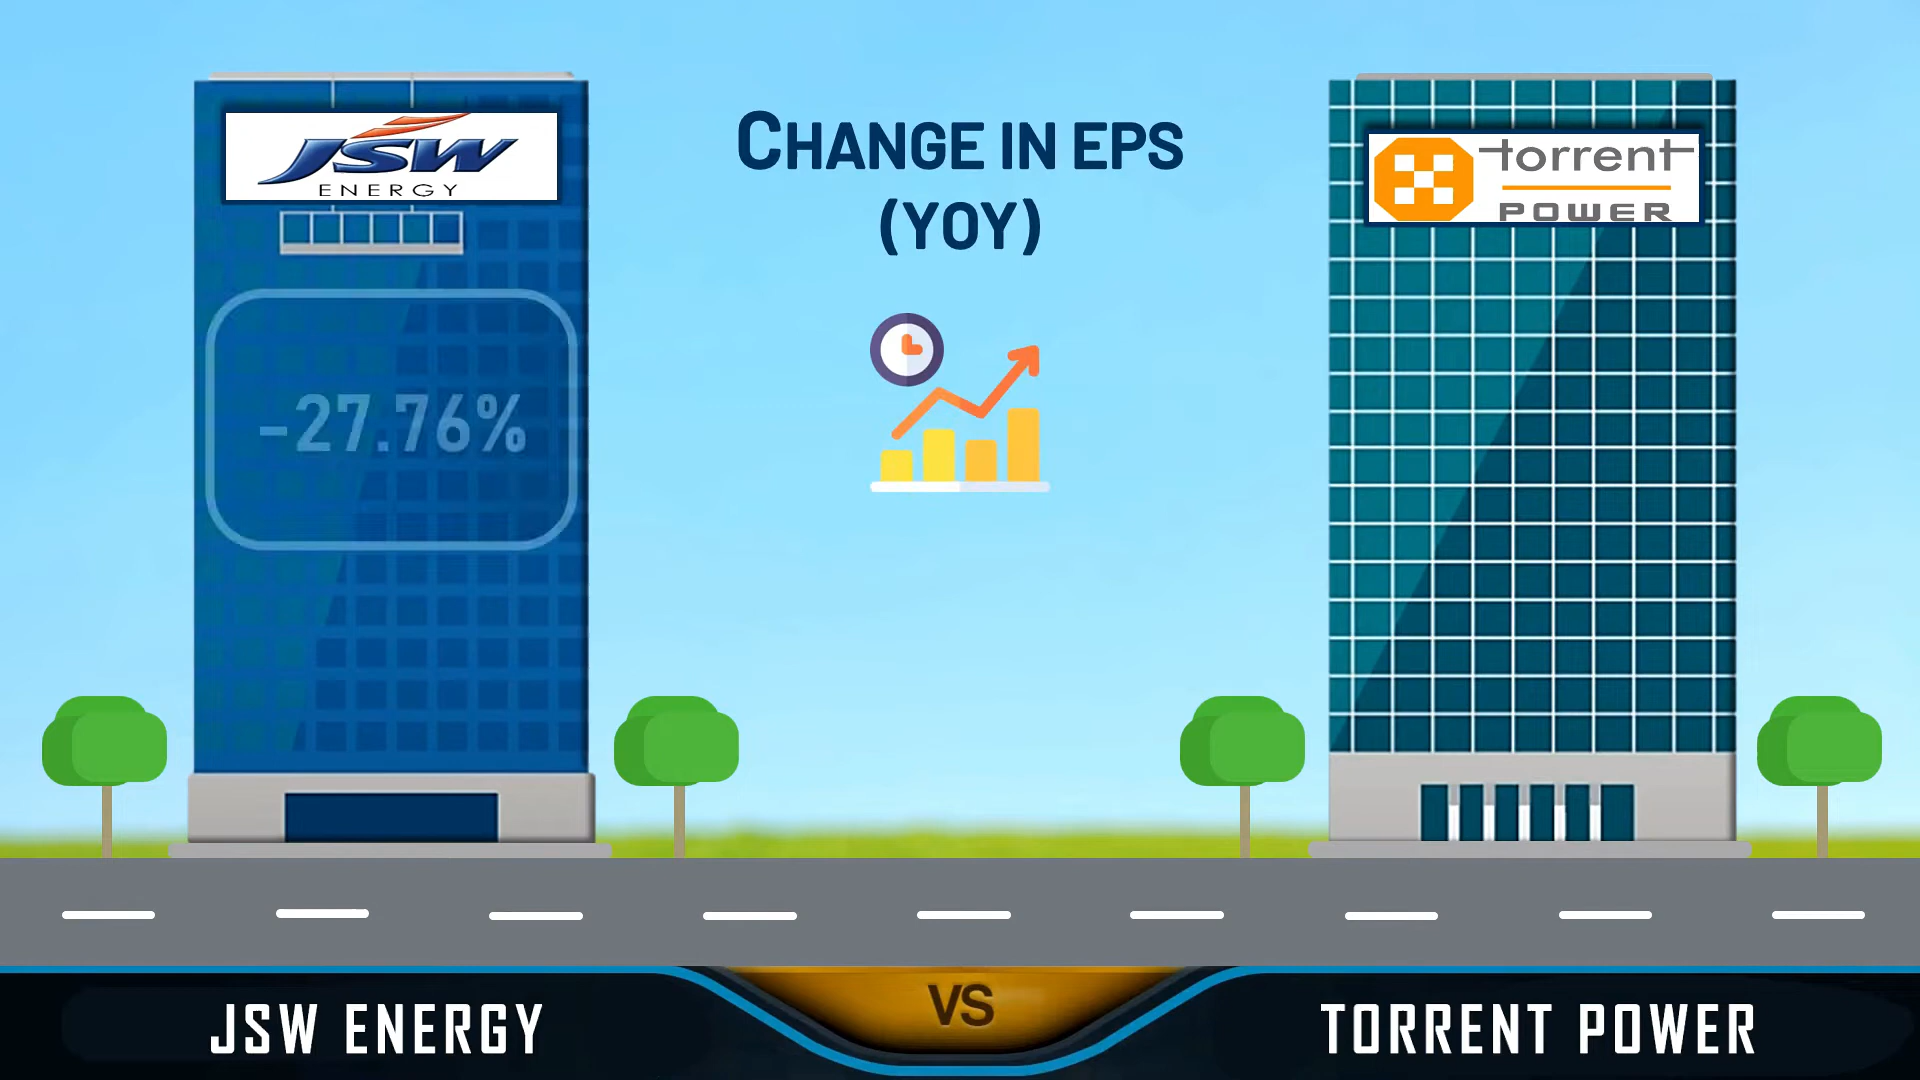 JSW
ENERGY
CHANGE IN EPS
(YOY)
torrent
POWER
-27.76%
JSW ENERGY
VS
TORRENT POWER